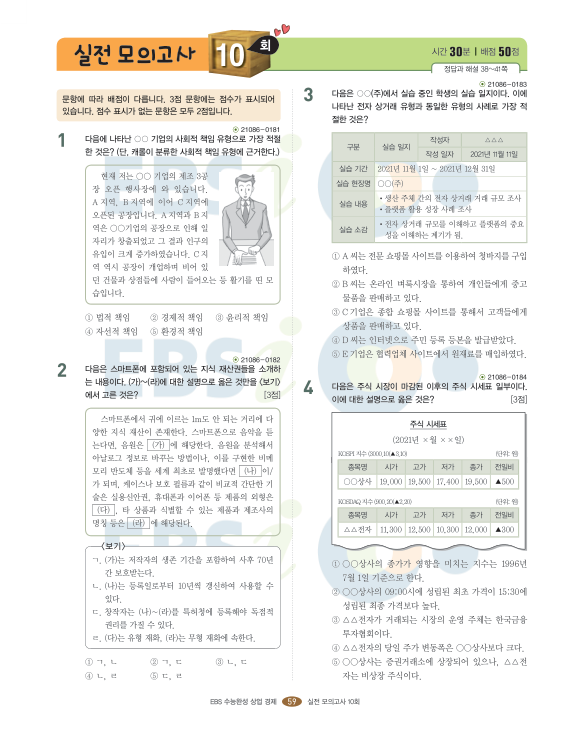 실전 모의고사 10 회
시간 30분 | 배점 50점
정답과 해설 38~41쪽
문항에 따라 배점이 다릅니다. 3점 문항에는 점수가 표시되어
있습니다. 점수 표시가 없는 문항은 모두 2점입니다.
21086-0181
1 다음에 나타난 ○○ 기업의 사회적 책임 유형으로 가장 적절
한 것은? (단, 캐롤이 분류한 사회적 책임 유형에 근거한다.)
현재 저는 ○○ 기업의 제조 3공
장 오픈 행사장에 와 있습니다.
A 지역, B 지역에 이어 C 지역에
오픈된 공장입니다. A 지역과 B 지
역은 ○○기업의 공장으로 인해 일
자리가 창출되었고 그 결과 인구의
유입이 크게 증가하였습니다. C 지
역 역시 공장이 개업하며 비어 있
던 건물과 상점들에 사람이 들어오는 등 활기를 띤 모
습입니다.
① 법적 책임 ② 경제적 책임 ③ 윤리적 책임
④ 자선적 책임 ⑤ 환경적 책임
21086-0182
2 다음은 스마트폰에 포함되어 있는 지식 재산권들을 소개하
는 내용이다. (가)~(라)에 대한 설명으로 옳은 것만을 〈보기〉
에서 고른 것은? [3점]
스마트폰에서 귀에 이르는 1m도 안 되는 거리에 다
양한 지식 재산이 존재한다. 스마트폰으로 음악을 듣
는다면, 음원은 (가) 에 해당한다. 음원을 분석해서
아날로그 정보로 바꾸는 방법이나, 이를 구현한 비메
모리 반도체 등을 세계 최초로 발명했다면 (나) 이/
가 되며, 케이스나 보호 필름과 같이 비교적 간단한 기
술은 실용신안권, 휴대폰과 이어폰 등 제품의 외형은
(다) , 타 상품과 식별할 수 있는 제품과 제조사의
명칭 등은 (라) 에 해당된다.
〈보기〉
ㄱ. (가)는 저작자의 생존 기간을 포함하여 사후 70년
간 보호받는다.
ㄴ. (나)는 등록일로부터 10년씩 갱신하여 사용할 수
있다.
ㄷ. 창작자는 (나)~(라)를 특허청에 등록해야 독점적
권리를 가질 수 있다.
ㄹ. (다)는 유형 재화, (라)는 무형 재화에 속한다.
① ㄱ, ㄴ ② ㄱ, ㄷ ③ ㄴ, ㄷ
④ ㄴ, ㄹ ⑤ ㄷ, ㄹ
21086-0183
3 다음은 ○○(주)에서 실습 중인 학생의 실습 일지이다. 이에
나타난 전자 상거래 유형과 동일한 유형의 사례로 가장 적
절한 것은?
구분 실습 일지 작성자 △△△
작성 일자 2021년 11월 11일
실습 기간 2021년 11월 1일 ~ 2021년 12월 31일
실습 현장명 ○○(주)
실습 내용 • 생산 주체 간의 전자 상거래 거래 규모 조사
• 플랫폼 활용 성장 사례 조사
실습 소감 • 전자 상거래 규모를 이해하고 플랫폼의 중요
성을 이해하는 계기가 됨.
① A 씨는 전문 쇼핑몰 사이트를 이용하여 청바지를 구입
하였다.
② B 씨는 온라인 벼룩시장을 통하여 개인들에게 중고
물품을 판매하고 있다.
③ C 기업은 종합 쇼핑몰 사이트를 통해서 고객들에게
상품을 판매하고 있다.
④ D 씨는 인터넷으로 주민 등록 등본을 발급받았다.
⑤ E 기업은 협력업체 사이트에서 원재료를 매입하였다.
21086-0184
4 다음은 주식 시장이 마감된 이후의 주식 시세표 일부이다.
이에 대한 설명으로 옳은 것은? [3점]
주식 시세표
(2021년 ×월 ××일)
KOSPI 지수 (3000.10)(▲3.10) (단위: 원)
종목명 시가 고가 저가 종가 전일비
○○상사 19,000 19,500 17,400 19,500 ▲500
KOSDAQ 지수 (900.20)(▲2.20) (단위: 원)
종목명 시가 고가 저가 종가 전일비
△△전자 11,300 12,500 10,300 12,000 ▲300
① ○○상사의 종가가 영향을 미치는 지수는 1996년
7월 1일 기준으로 한다.
② ○○상사의 09:00시에 성립된 최초 가격이 15:30에
성립된 최종 가격보다 높다.
③ △△전자가 거래되는 시장의 운영 주체는 한국금융
투자협회이다.
④ △△전자의 당일 주가 변동폭은 ○○상사보다 크다.
⑤ ○○상사는 증권거래소에 상장되어 있으나, △△전
자는 비상장 주식이다.
EBS 수능완성 상업 경제 59 실전 모의고사 10회